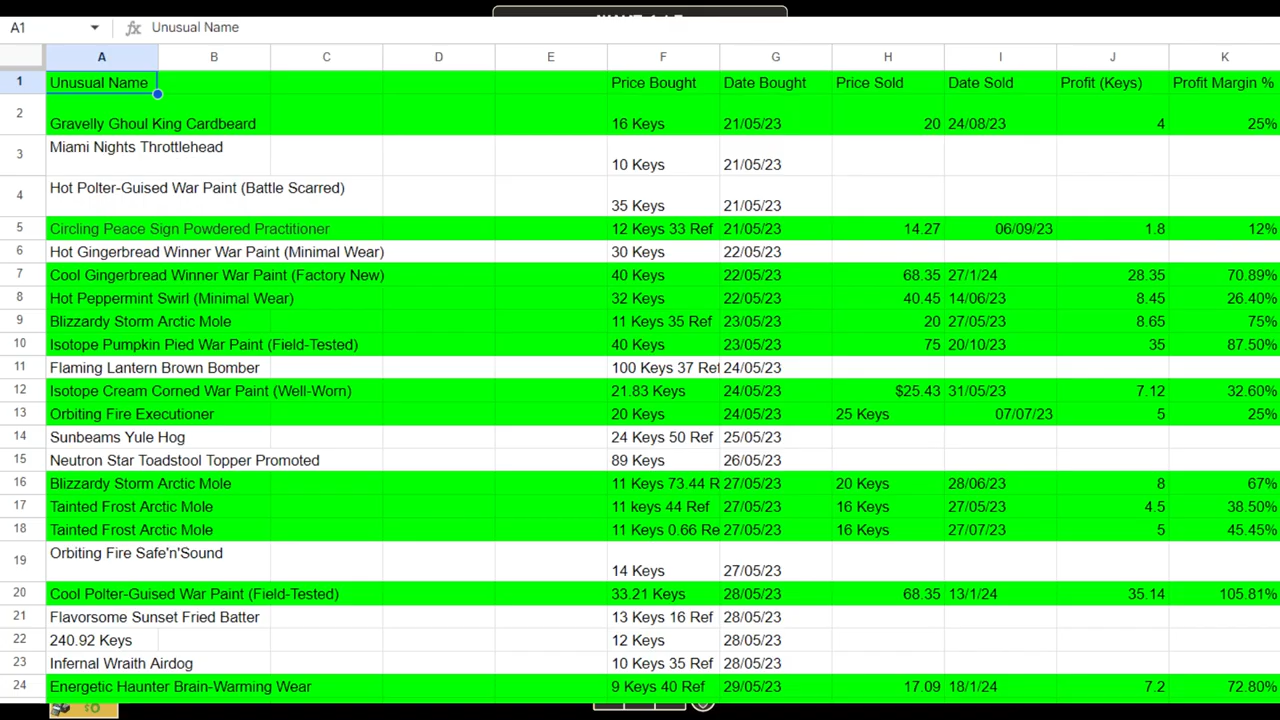 A1 fx Unusual Name
A B C D E F G H I J K
1 Unusual Name Price Bought Date Bought Price Sold Date Sold Profit (Keys) Profit Margin %
2 Gravelly Ghoul King Cardbeard 16 Keys 21/05/23 20 24/08/23 4 25%
3 Miami Nights Throttlehead 10 Keys 21/05/23
4 Hot Polter-Guised War Paint (Battle Scarred) 35 Keys 21/05/23
5 Circling Peace Sign Powdered Practitioner 12 Keys 33 Ref 21/05/23 14.27 06/09/23 1.8 12%
6 Hot Gingerbread Winner War Paint (Minimal Wear) 30 Keys 22/05/23
7 Cool Gingerbread Winner War Paint (Factory New) 40 Keys 22/05/23 68.35 27/1/24 28.35 70.89%
8 Hot Peppermint Swirl (Minimal Wear) 32 Keys 22/05/23 40.45 14/06/23 8.45 26.40%
9 Blizzardy Storm Arctic Mole 11 Keys 35 Ref 23/05/23 20 27/05/23 8.65 75%
10 Isotope Pumpkin Pied War Paint (Field-Tested) 40 Keys 23/05/23 75 20/10/23 35 87.50%
11 Flaming Lantern Brown Bomber 100 Keys 37 Ref 24/05/23
12 Isotope Cream Corned War Paint (Well-Worn) 21.83 Keys 24/05/23 $25.43 31/05/23 7.12 32.60%
13 Orbiting Fire Executioner 20 Keys 24/05/23 25 Keys 07/07/23 5 25%
14 Sunbeams Yule Hog 24 Keys 50 Ref 25/05/23
15 Neutron Star Toadstool Topper Promoted 89 Keys 26/05/23
16 Blizzardy Storm Arctic Mole 11 Keys 73.44 R 27/05/23 20 Keys 28/06/23 8 67%
17 Tainted Frost Arctic Mole 11 keys 44 Ref 27/05/23 16 Keys 27/05/23 4.5 38.50%
18 Tainted Frost Arctic Mole 11 Keys 0.66 Re 27/05/23 16 Keys 27/07/23 5 45.45%
19 Orbiting Fire Safe'n'Sound 14 Keys 27/05/23
20 Cool Polter-Guised War Paint (Field-Tested) 33.21 Keys 28/05/23 68.35 13/1/24 35.14 105.81%
21 Flavorsome Sunset Fried Batter 13 Keys 16 Ref 28/05/23
22 240.92 Keys 12 Keys 28/05/23
23 Infernal Wraith Airdog 10 Keys 35 Ref 28/05/23
24 Energetic Haunter Brain-Warming Wear 9 Keys 40 Ref 29/05/23 17.09 18/1/24 7.2 72.80%